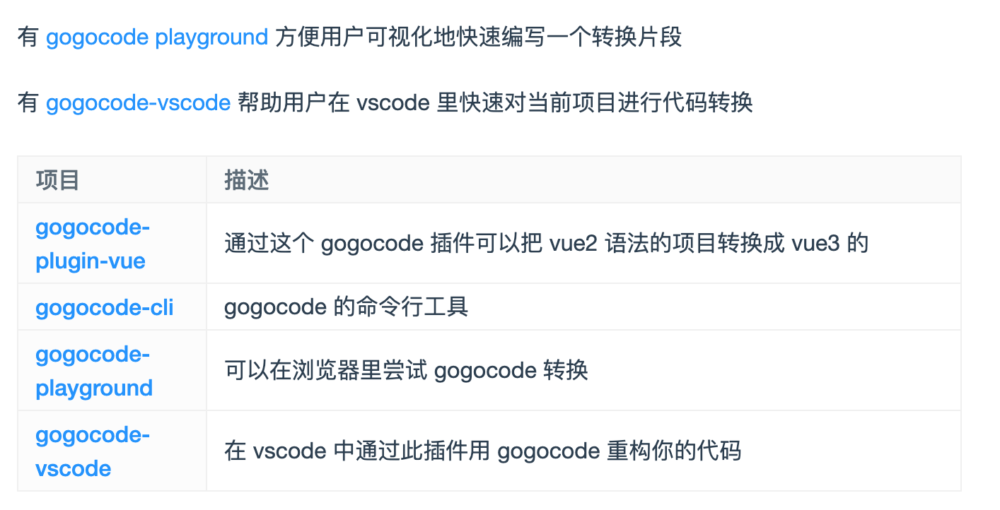 有 gogocode playground 方便用户可视化地快速编写一个转换片段
有 gogocode-vscode 帮助用户在 vscode 里快速对当前项目进行代码转换
项目 描述
gogocode-
plugin-vue
通过这个 gogocode 插件可以把 vue2 语法的项目转换成 vue3 的
gogocode-cli gogocode 的命令行工具
gogocode-
playground
可以在浏览器里尝试 gogocode 转换
gogocode-
vscode
在 vscode 中通过此插件用 gogocode 重构你的代码